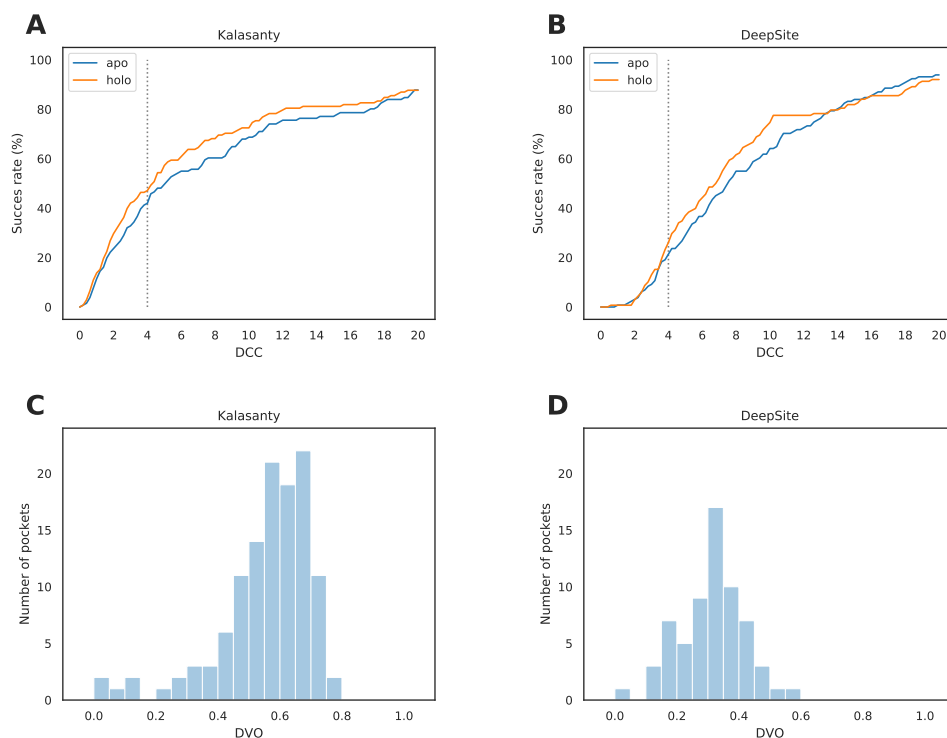 A
Kalasanty
Succes rate (%)
100
80
60
40
20
0
apo
holo
0 2 4 6 8 10 12 14 16 18 20
DCC
B
DeepSite
Succes rate (%)
100
80
60
40
20
0
apo
holo
0 2 4 6 8 10 12 14 16 18 20
DCC
C
Kalasanty
Number of pockets
20
15
10
5
0
0.0 0.2 0.4 0.6 0.8 1.0
DVO
D
DeepSite
Number of pockets
20
15
10
5
0
0.0 0.2 0.4 0.6 0.8 1.0
DVO